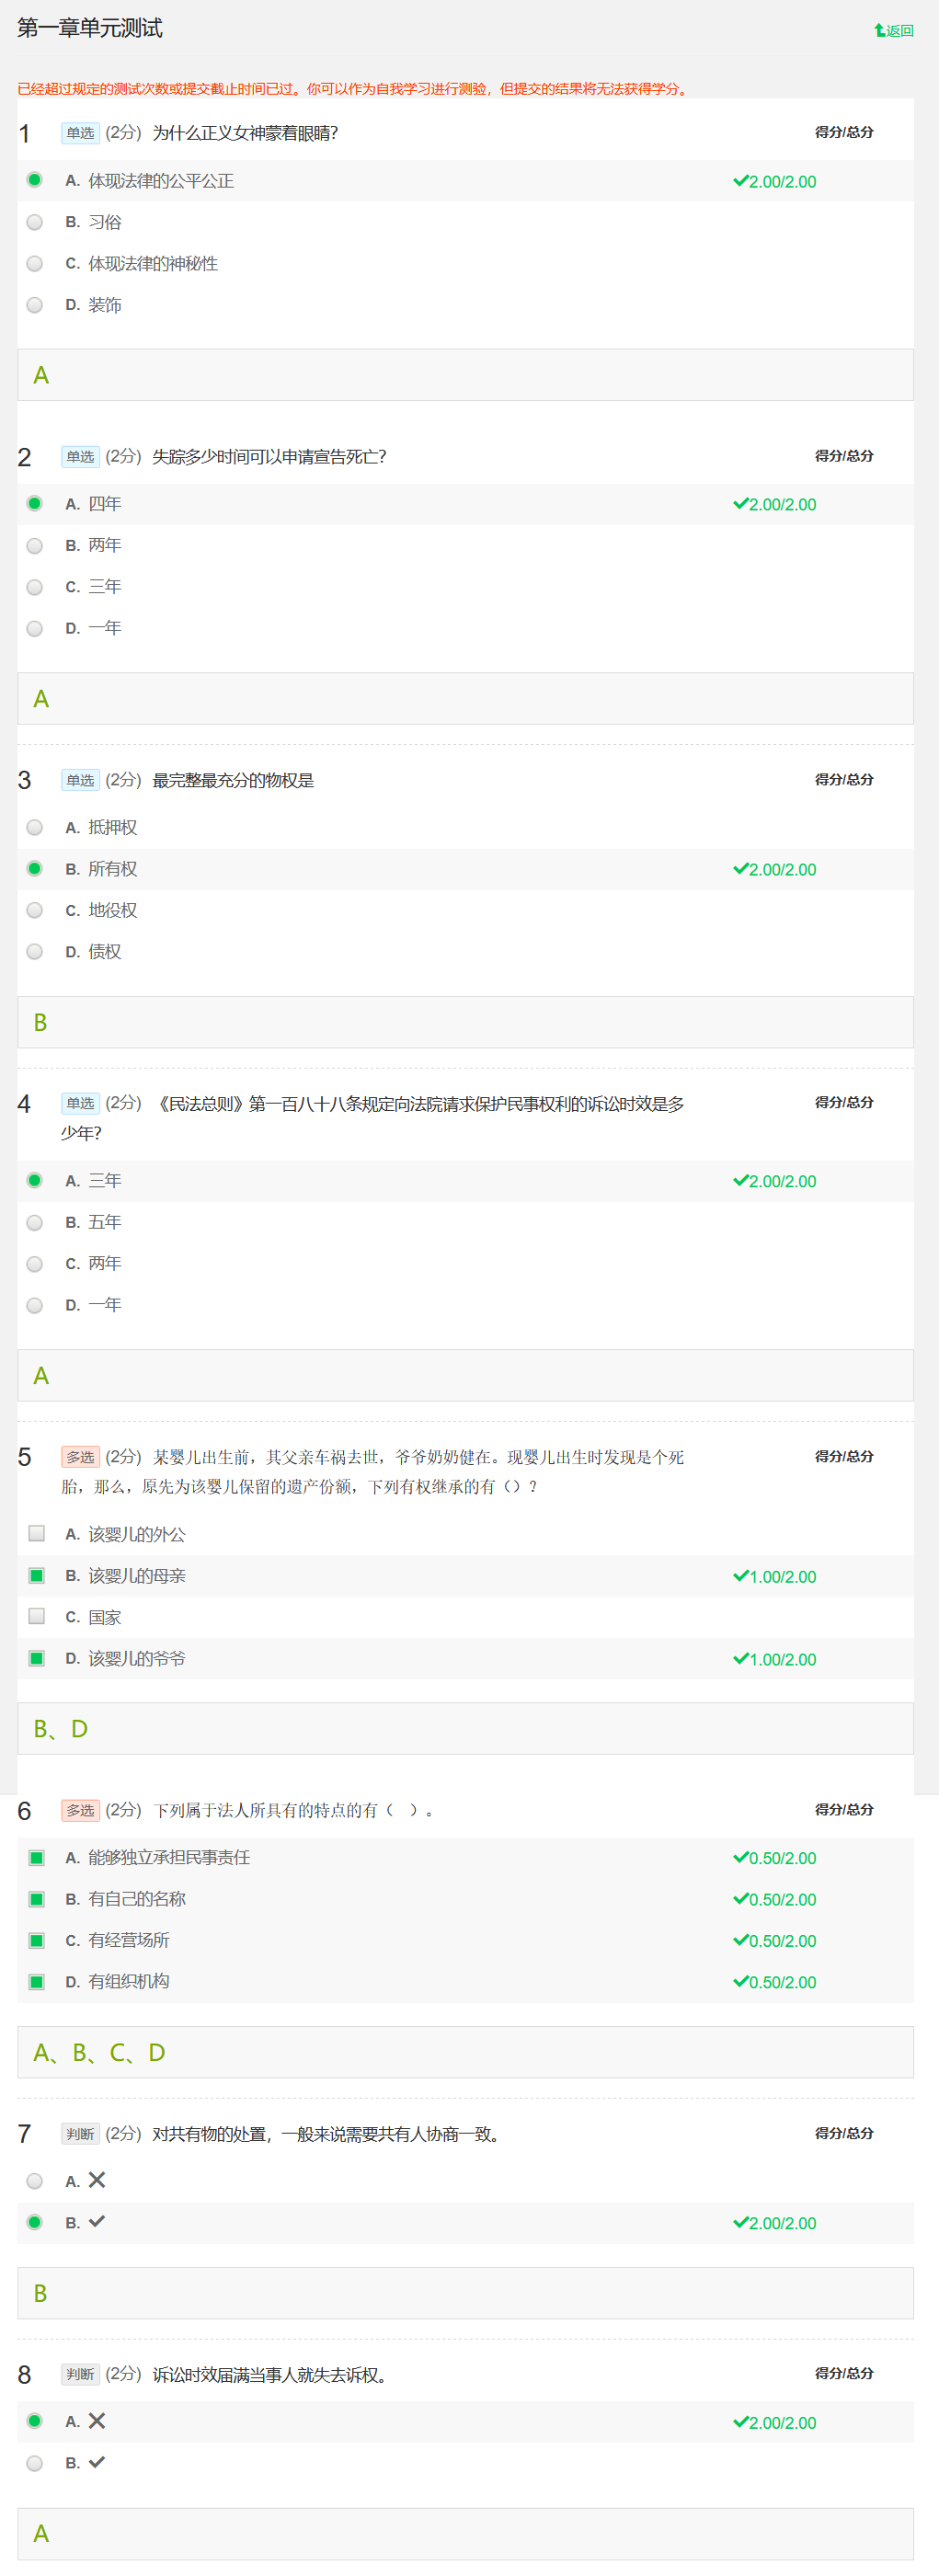 第一章单元测试
返回
已经超过规定的测试次数或提交截止时间已过。你可以作为自我学习进行测验，但提交的结果将无法获得学分。
1 单选 (2分) 为什么正义女神蒙着眼睛? 得分/总分
A. 体现法律的公平公正 2.00/2.00
B. 习俗
C. 体现法律的神秘性
D. 装饰
A
2 单选 (2分) 失踪多少时间可以申请宣告死亡? 得分/总分
A. 四年 2.00/2.00
B. 两年
C. 三年
D. 一年
A
3 单选 (2分) 最完整最充分的物权是 得分/总分
A. 抵押权
B. 所有权 2.00/2.00
C. 地役权
D. 债权
B
4 单选 (2分) 《民法总则》第一百八十八条规定向法院请求保护民事权利的诉讼时效是多 得分/总分
少年?
A. 三年 2.00/2.00
B. 五年
C. 两年
D. 一年
A
5 多选 (2分) 某婴儿出生前，其父亲车祸去世，爷爷奶奶健在。现婴儿出生时发现是个死 得分/总分
胎，那么，原先为该婴儿保留的遗产份额，下列有权继承的有（）？
A. 该婴儿的外公
B. 该婴儿的母亲 1.00/2.00
C. 国家
D. 该婴儿的爷爷 1.00/2.00
B、D
6 多选 (2分) 下列属于法人所具有的特点的有（ ）。 得分/总分
A. 能够独立承担民事责任 0.50/2.00
B. 有自己的名称 0.50/2.00
C. 有经营场所 0.50/2.00
D. 有组织机构 0.50/2.00
A、B、C、D
7 判断 (2分) 对共有物的处置，一般来说需要共有人协商一致。 得分/总分
A.
B. 2.00/2.00
B
8 判断 (2分) 诉讼时效届满当事人就失去诉权。 得分/总分
A. 2.00/2.00
B.
A